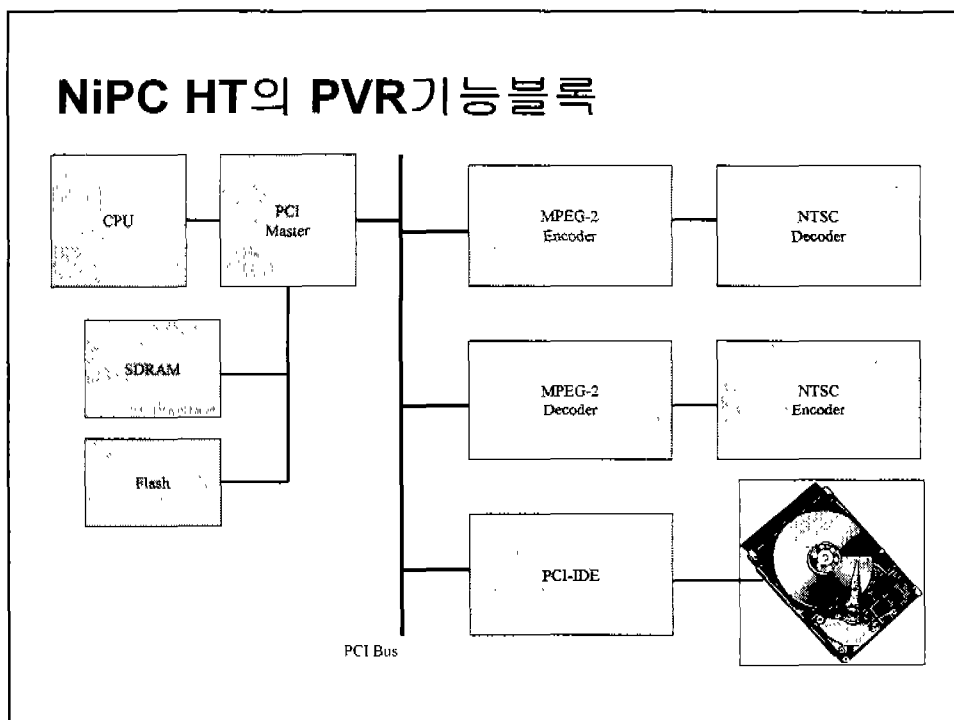 NiPC HT의 PVR기능블록
CPU
PCI
Master
MPEG-2
Encoder
NTSC
Decoder
SDRAM
MPEG-2
Decoder
NTSC
Encoder
Flash
PCI-IDE
PCI Bus